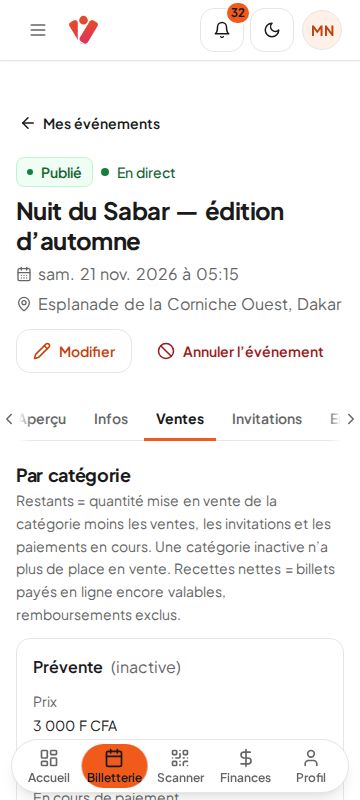 32
MN
Mes événements
Publié
En direct
Nuit du Sabar — édition
d’automne
sam. 21 nov. 2026 à 05:15
Esplanade de la Corniche Ouest, Dakar
Modifier
Annuler l’événement
Aperçu
Infos
Ventes
Invitations
Par catégorie
Restants = quantité mise en vente de la
catégorie moins les ventes, les invitations et les
paiements en cours. Une catégorie inactive n’a
plus de place en vente. Recettes nettes = billets
payés en ligne encore valables,
remboursements exclus.
Prévente (inactive)
Prix
3 000 F CFA
Accueil
Billetterie
Scanner
Finances
Profil
En cours de paiement